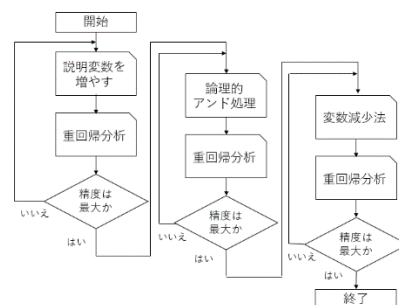 開始
説明変数を
増やす
重回帰分析
精度は
最大か
いいえ
はい
論理的
アンド処理
重回帰分析
精度は
最大か
いいえ
はい
変数減少法
重回帰分析
精度は
最大か
いいえ
はい
終了